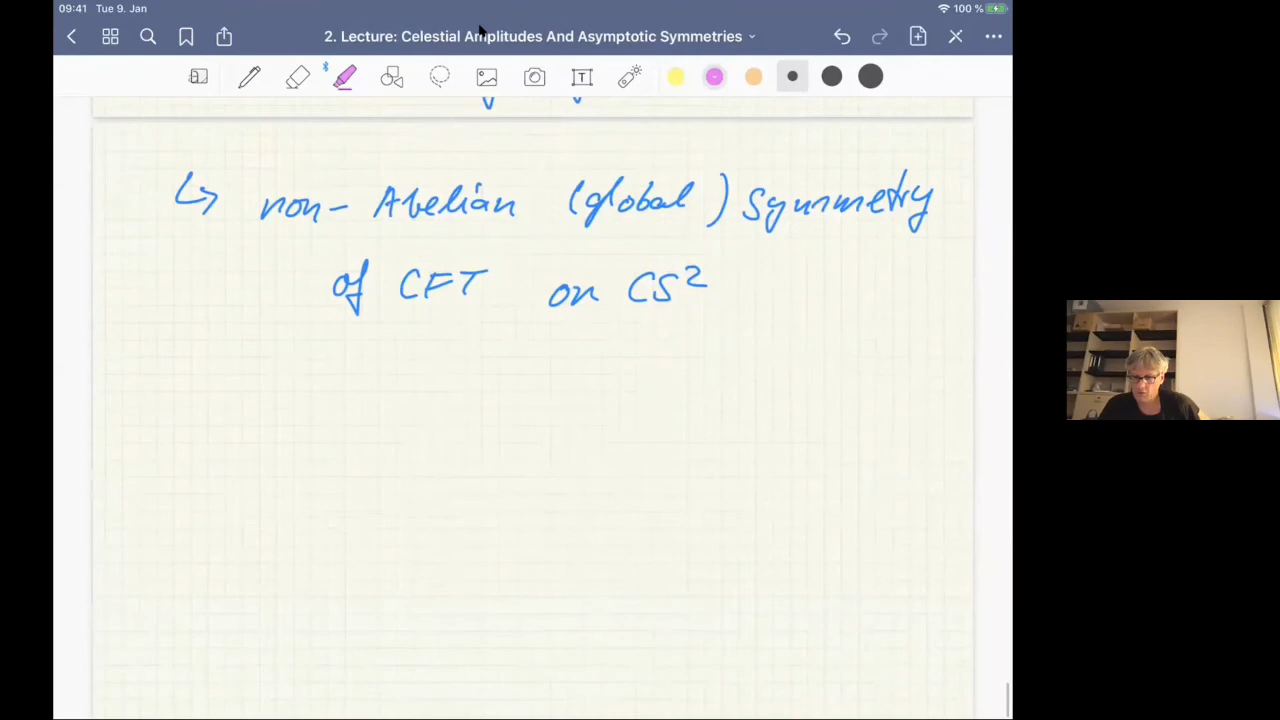 09:41 Tue 9. Jan
100 %
2. Lecture: Celestial Amplitudes And Asymptotic Symmetries
↳ non-Abelian (global) Symmetry
of CFT on CS²